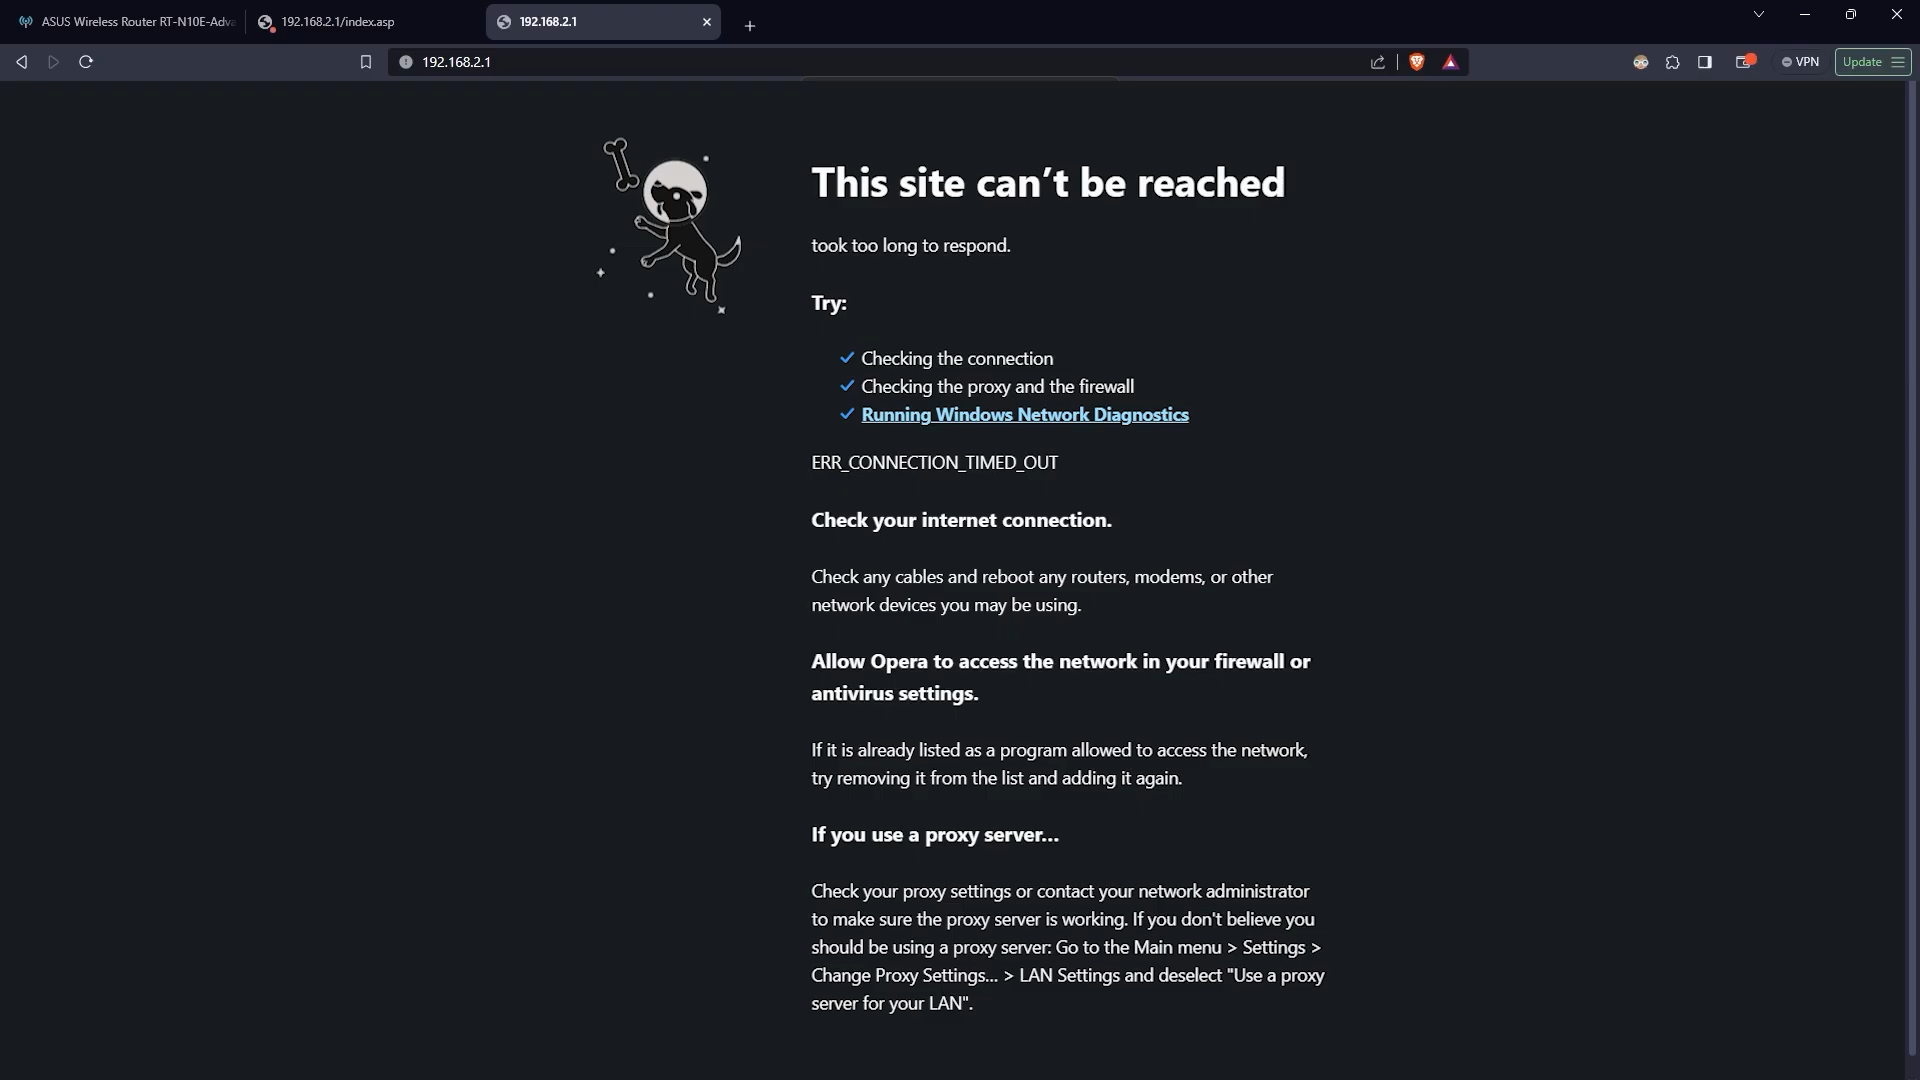 ASUS Wireless Router RT-N10E-Adva
192.168.2.1/index.asp
192.168.2.1
192.168.2.1
VPN
Update
This site can’t be reached
took too long to respond.
Try:
Checking the connection
Checking the proxy and the firewall
Running Windows Network Diagnostics
ERR_CONNECTION_TIMED_OUT
Check your internet connection.
Check any cables and reboot any routers, modems, or other
network devices you may be using.
Allow Opera to access the network in your firewall or
antivirus settings.
If it is already listed as a program allowed to access the network,
try removing it from the list and adding it again.
If you use a proxy server...
Check your proxy settings or contact your network administrator
to make sure the proxy server is working. If you don't believe you
should be using a proxy server: Go to the Main menu > Settings >
Change Proxy Settings... > LAN Settings and deselect "Use a proxy
server for your LAN".